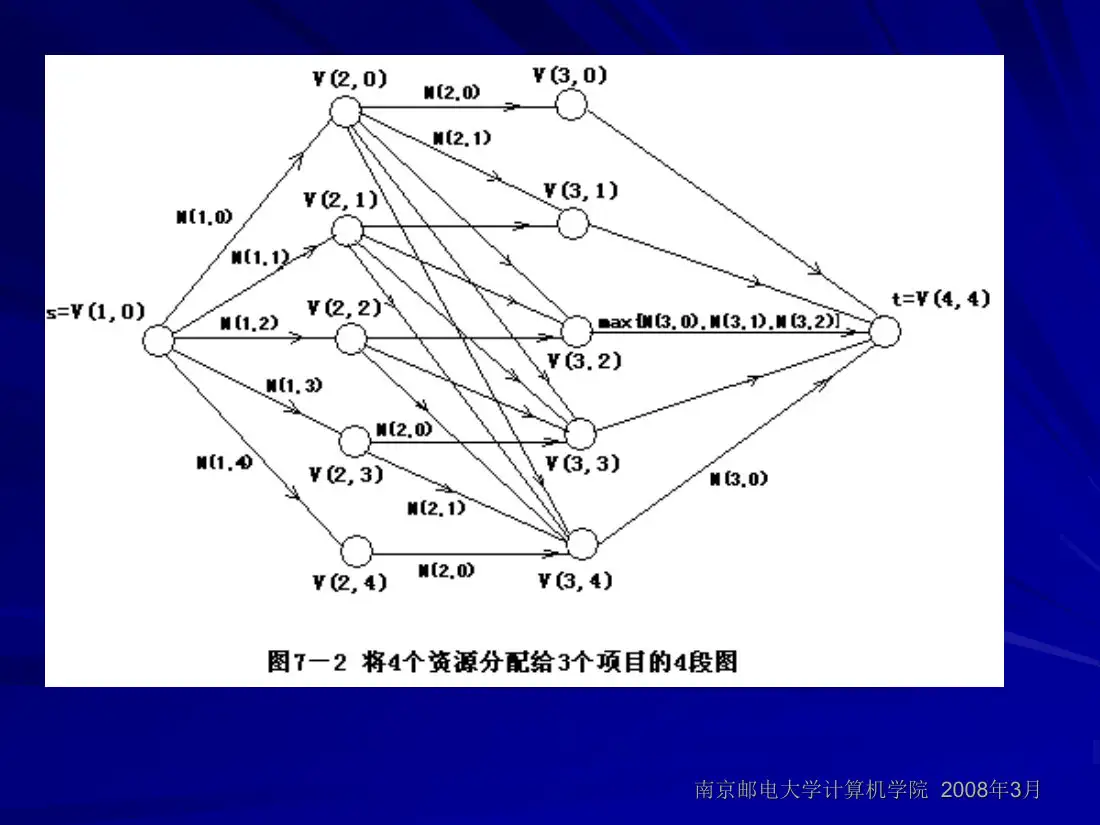 V(2,0)
V(3,0)
N(2,0)
N(2,1)
V(2,1)
V(3,1)
N(1,0)
N(1,1)
s=V(1,0)
V(2,2)
t=V(4,4)
N(1,2)
max{N(3,0),N(3,1),N(3,2)}
V(3,2)
N(1,3)
N(2,0)
V(2,3)
V(3,3)
N(1,4)
N(3,0)
N(2,1)
V(2,4)
N(2,0)
V(3,4)
图7-2 将4个资源分配给3个项目的4段图
南京邮电大学计算机学院 2008年3月